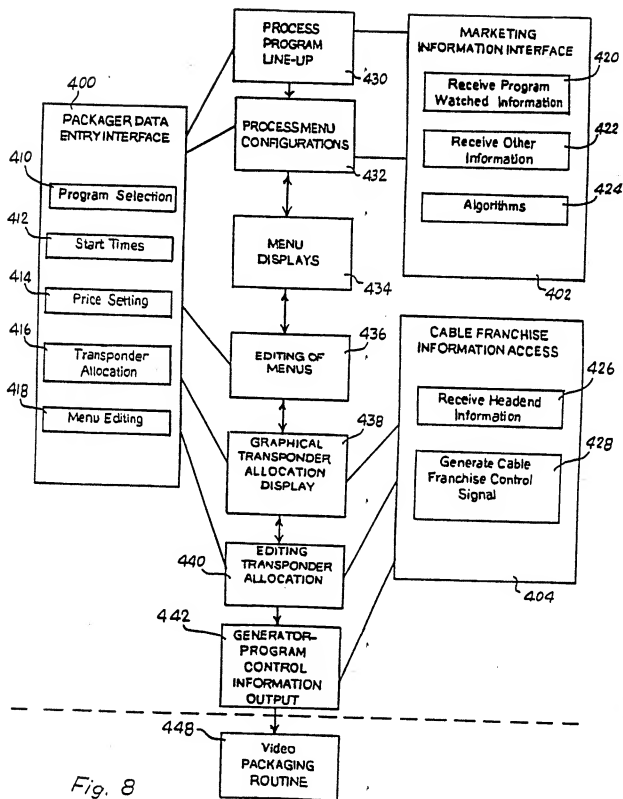 400
PACKAGER DATA
ENTRY INTERFACE
410
Program Selection
412
Start Times
414
Price Setting
416
Transponder
Allocation
418
Menu Editing
PROCESS
PROGRAM
LINE-UP
430
PROCESS MENU
CONFIGURATIONS
432
MENU
DISPLAYS
434
EDITING OF
MENUS
436
GRAPHICAL
TRANSPONDER
ALLOCATION
DISPLAY
438
EDITING
TRANSPONDER
ALLOCATION
440
442
GENERATOR-
PROGRAM
CONTROL
INFORMATION
OUTPUT
448
Video
PACKAGING
ROUTINE
MARKETING
INFORMATION INTERFACE
420
Receive Program
Watched Information
422
Receive Other
Information
424
Algorithms
402
CABLE FRANCHISE
INFORMATION ACCESS
426
Receive Headend
Information
428
Generate Cable
Franchise Control
Signal
404
Fig. 8